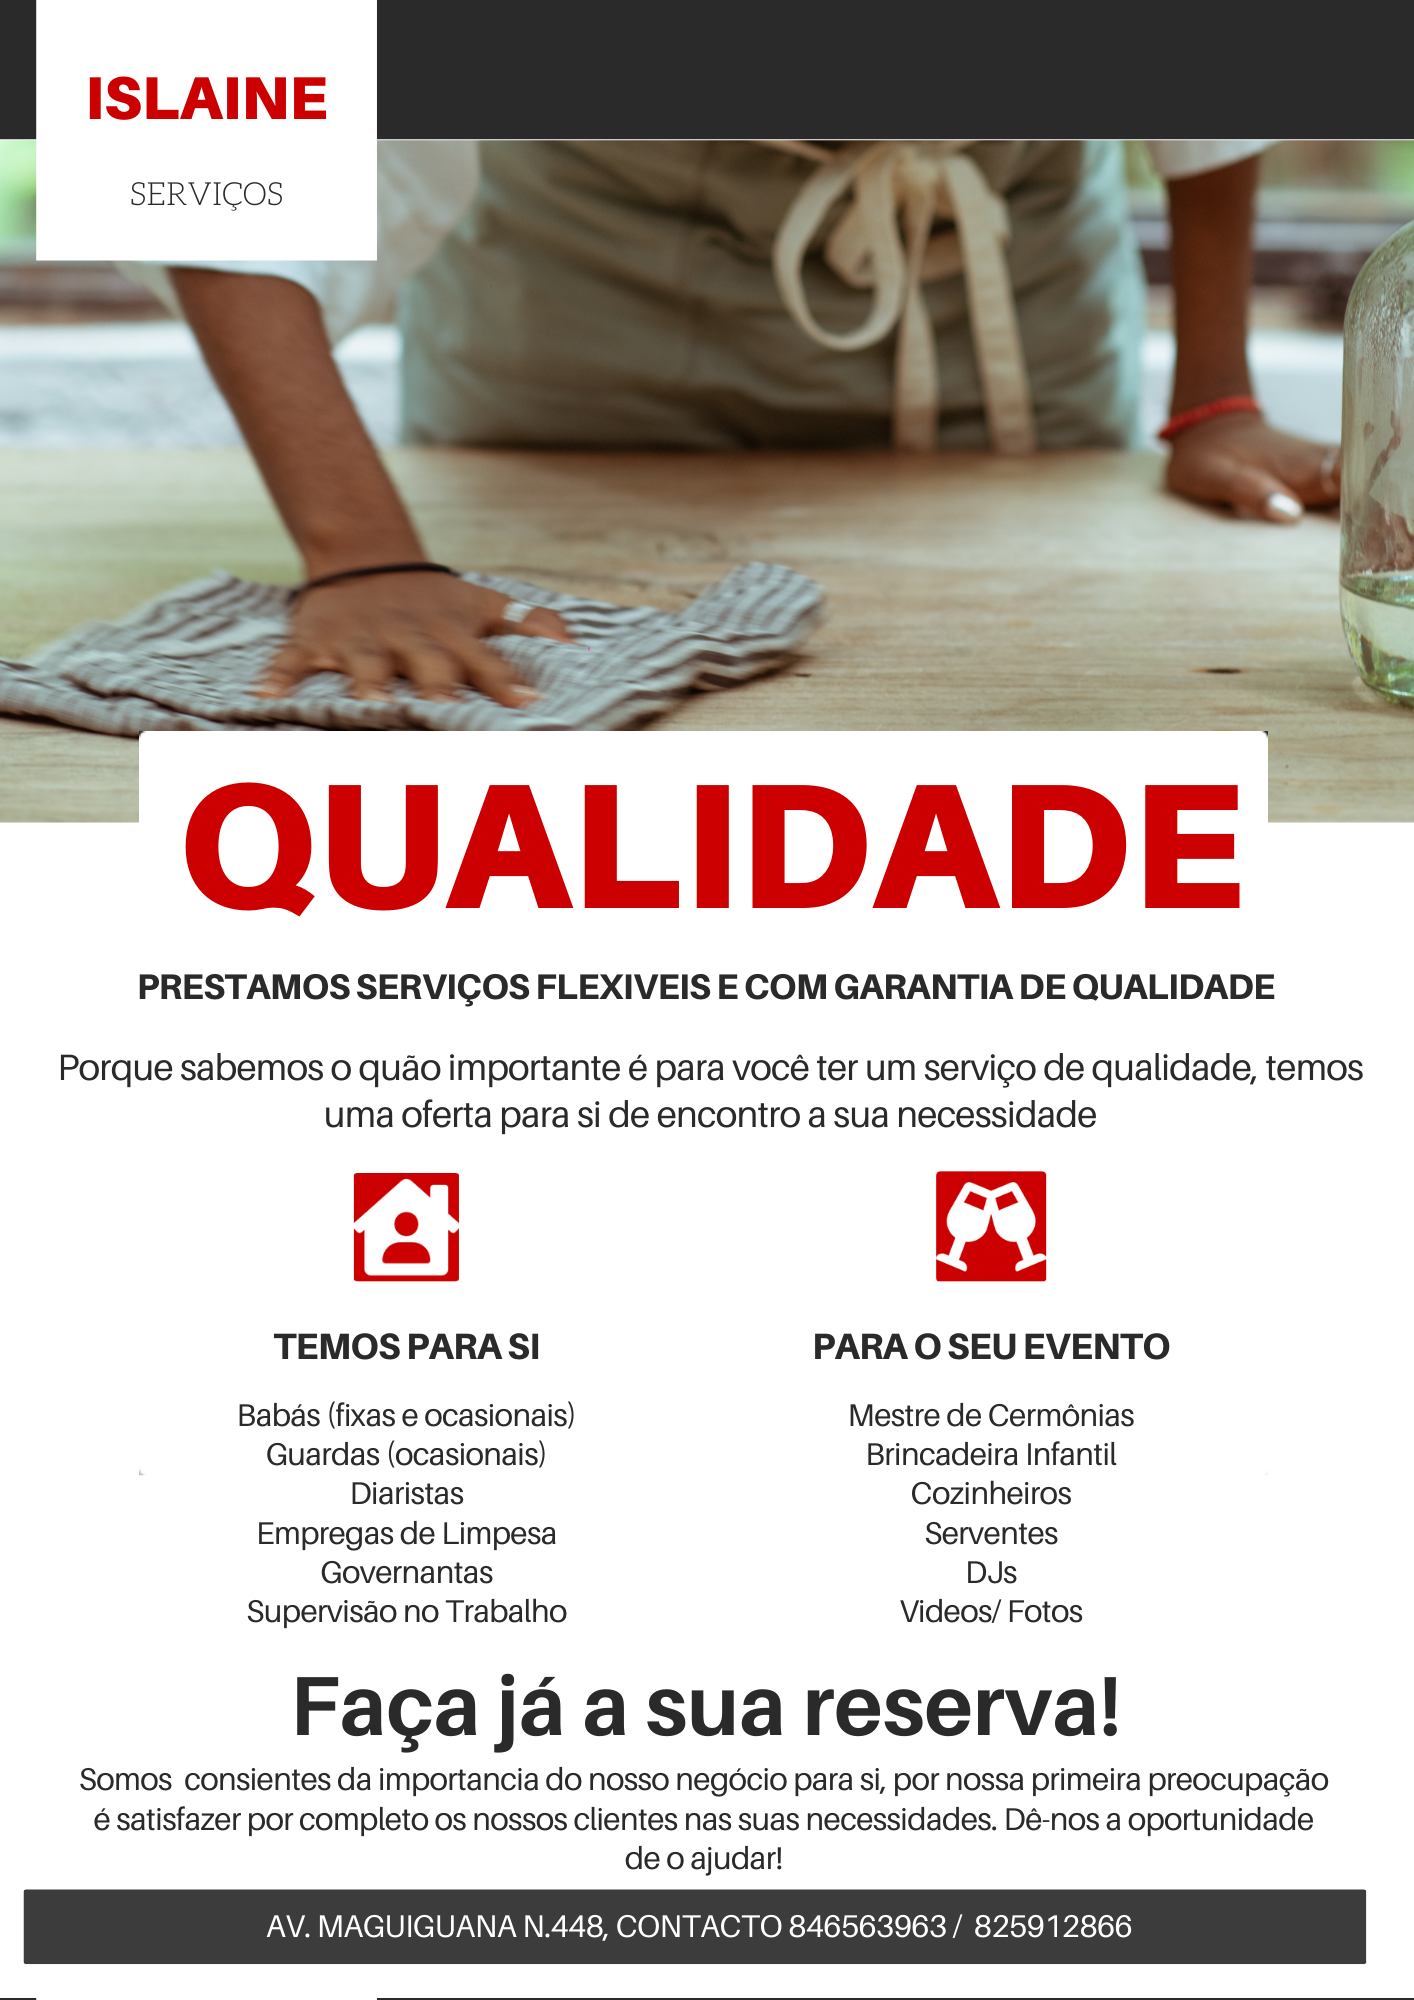 ISLAINE
SERVIÇOS
QUALIDADE
PRESTAMOS SERVIÇOS FLEXIVEIS E COM GARANTIA DE QUALIDADE
Porque sabemos o quão importante é para você ter um serviço de qualidade, temos
uma oferta para si de encontro a sua necessidade
TEMOS PARA SI
Babás (fixas e ocasionais)
Guardas (ocasionais)
Diaristas
Empregas de Limpesa
Governantas
Supervisão no Trabalho
PARA O SEU EVENTO
Mestre de Cermônias
Brincadeira Infantil
Cozinheiros
Serventes
DJs
Videos/ Fotos
Faça já a sua reserva!
Somos consientes da importancia do nosso negócio para si, por nossa primeira preocupação
é satisfazer por completo os nossos clientes nas suas necessidades. Dê-nos a oportunidade
de o ajudar!
AV. MAGUIGUANA N.448, CONTACTO 846563963 / 825912866